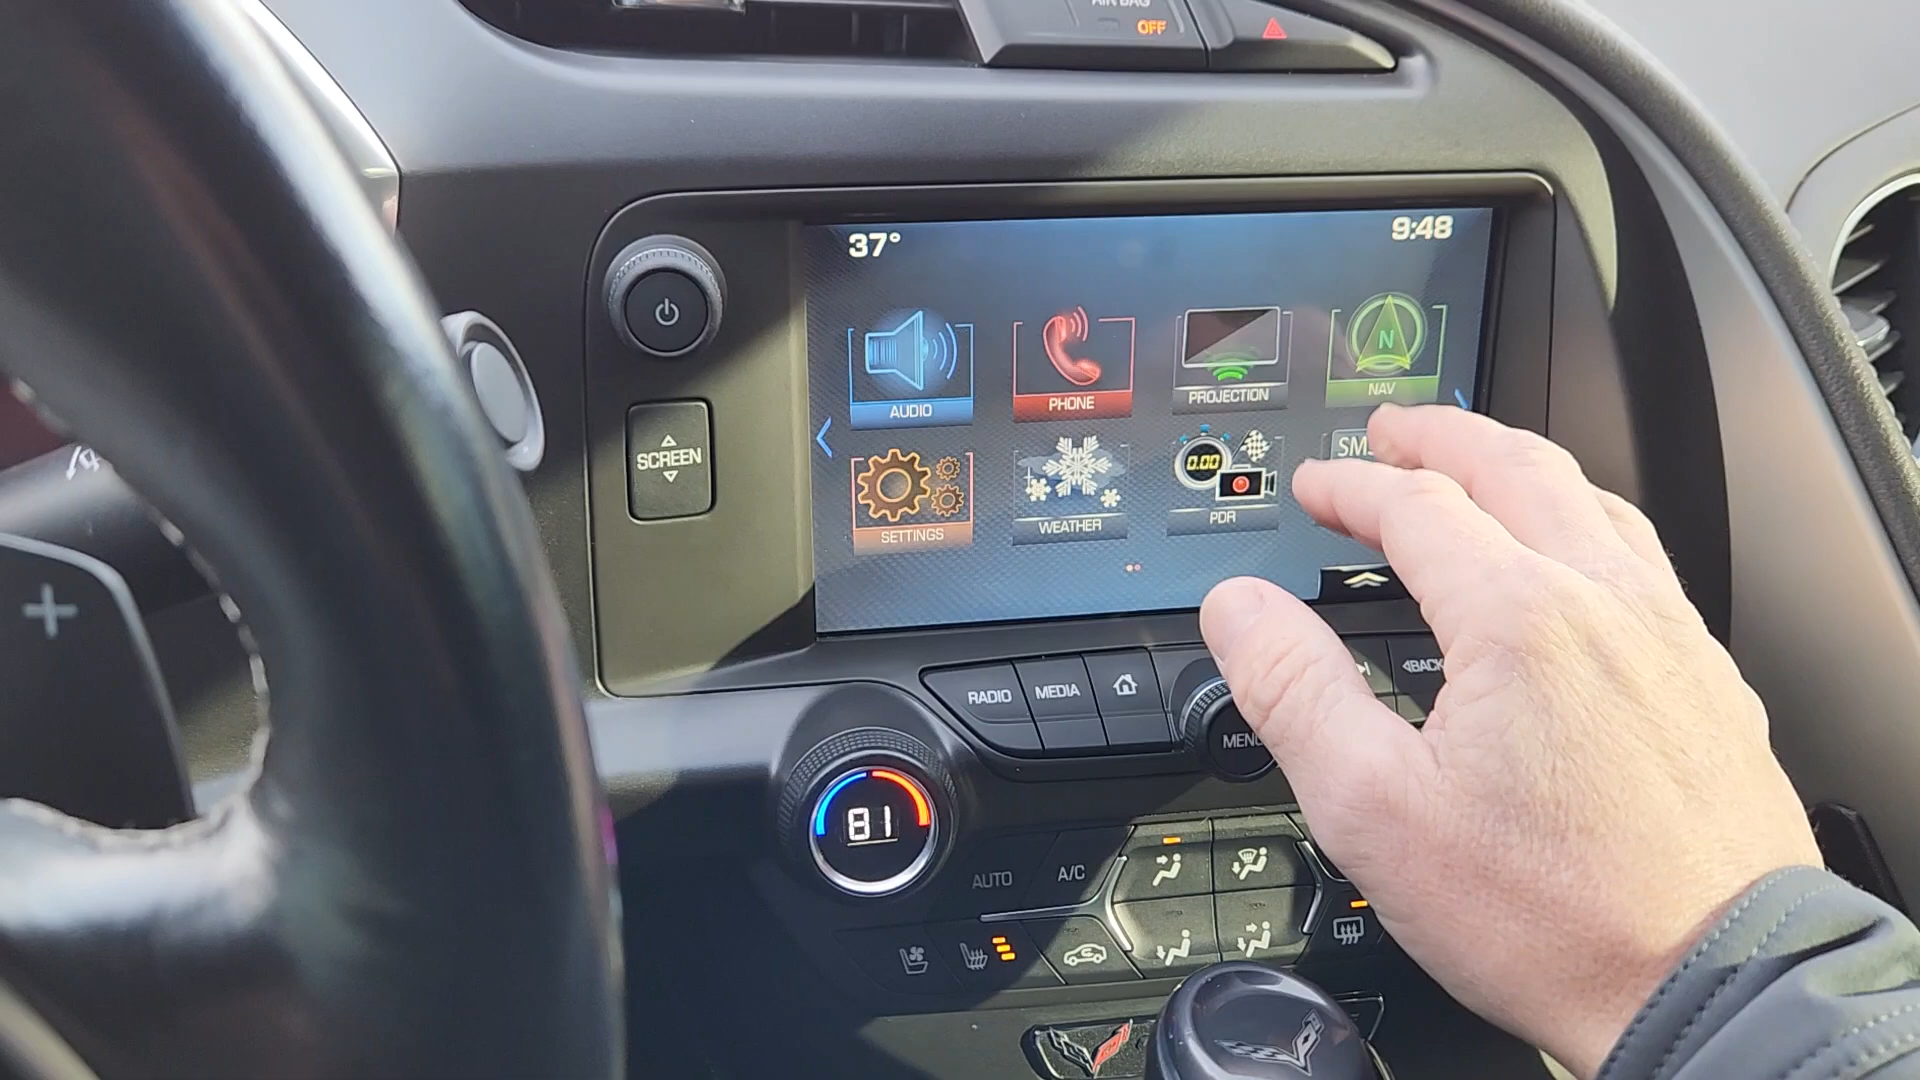 AIR BAG
OFF
37°
9:48
AUDIO
PHONE
PROJECTION
N
NAV
SCREEN
SETTINGS
WEATHER
0.00
PDR
SMS
RADIO
MEDIA
BACK
MENU
81
AUTO
A/C